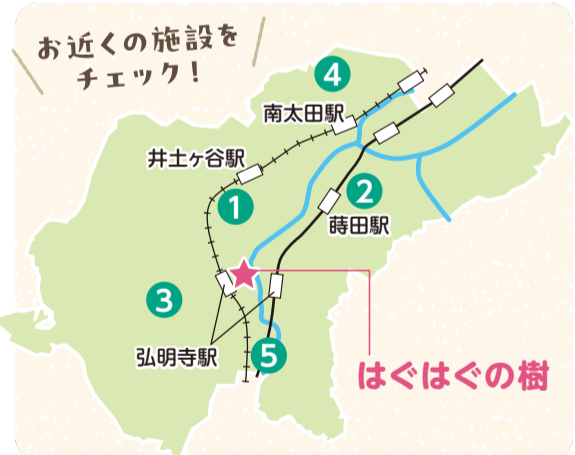 お近くの施設を
チェック！
4
南太田駅
井土ヶ谷駅
1
2
蒔田駅
3
弘明寺駅
5
はぐはぐの樹